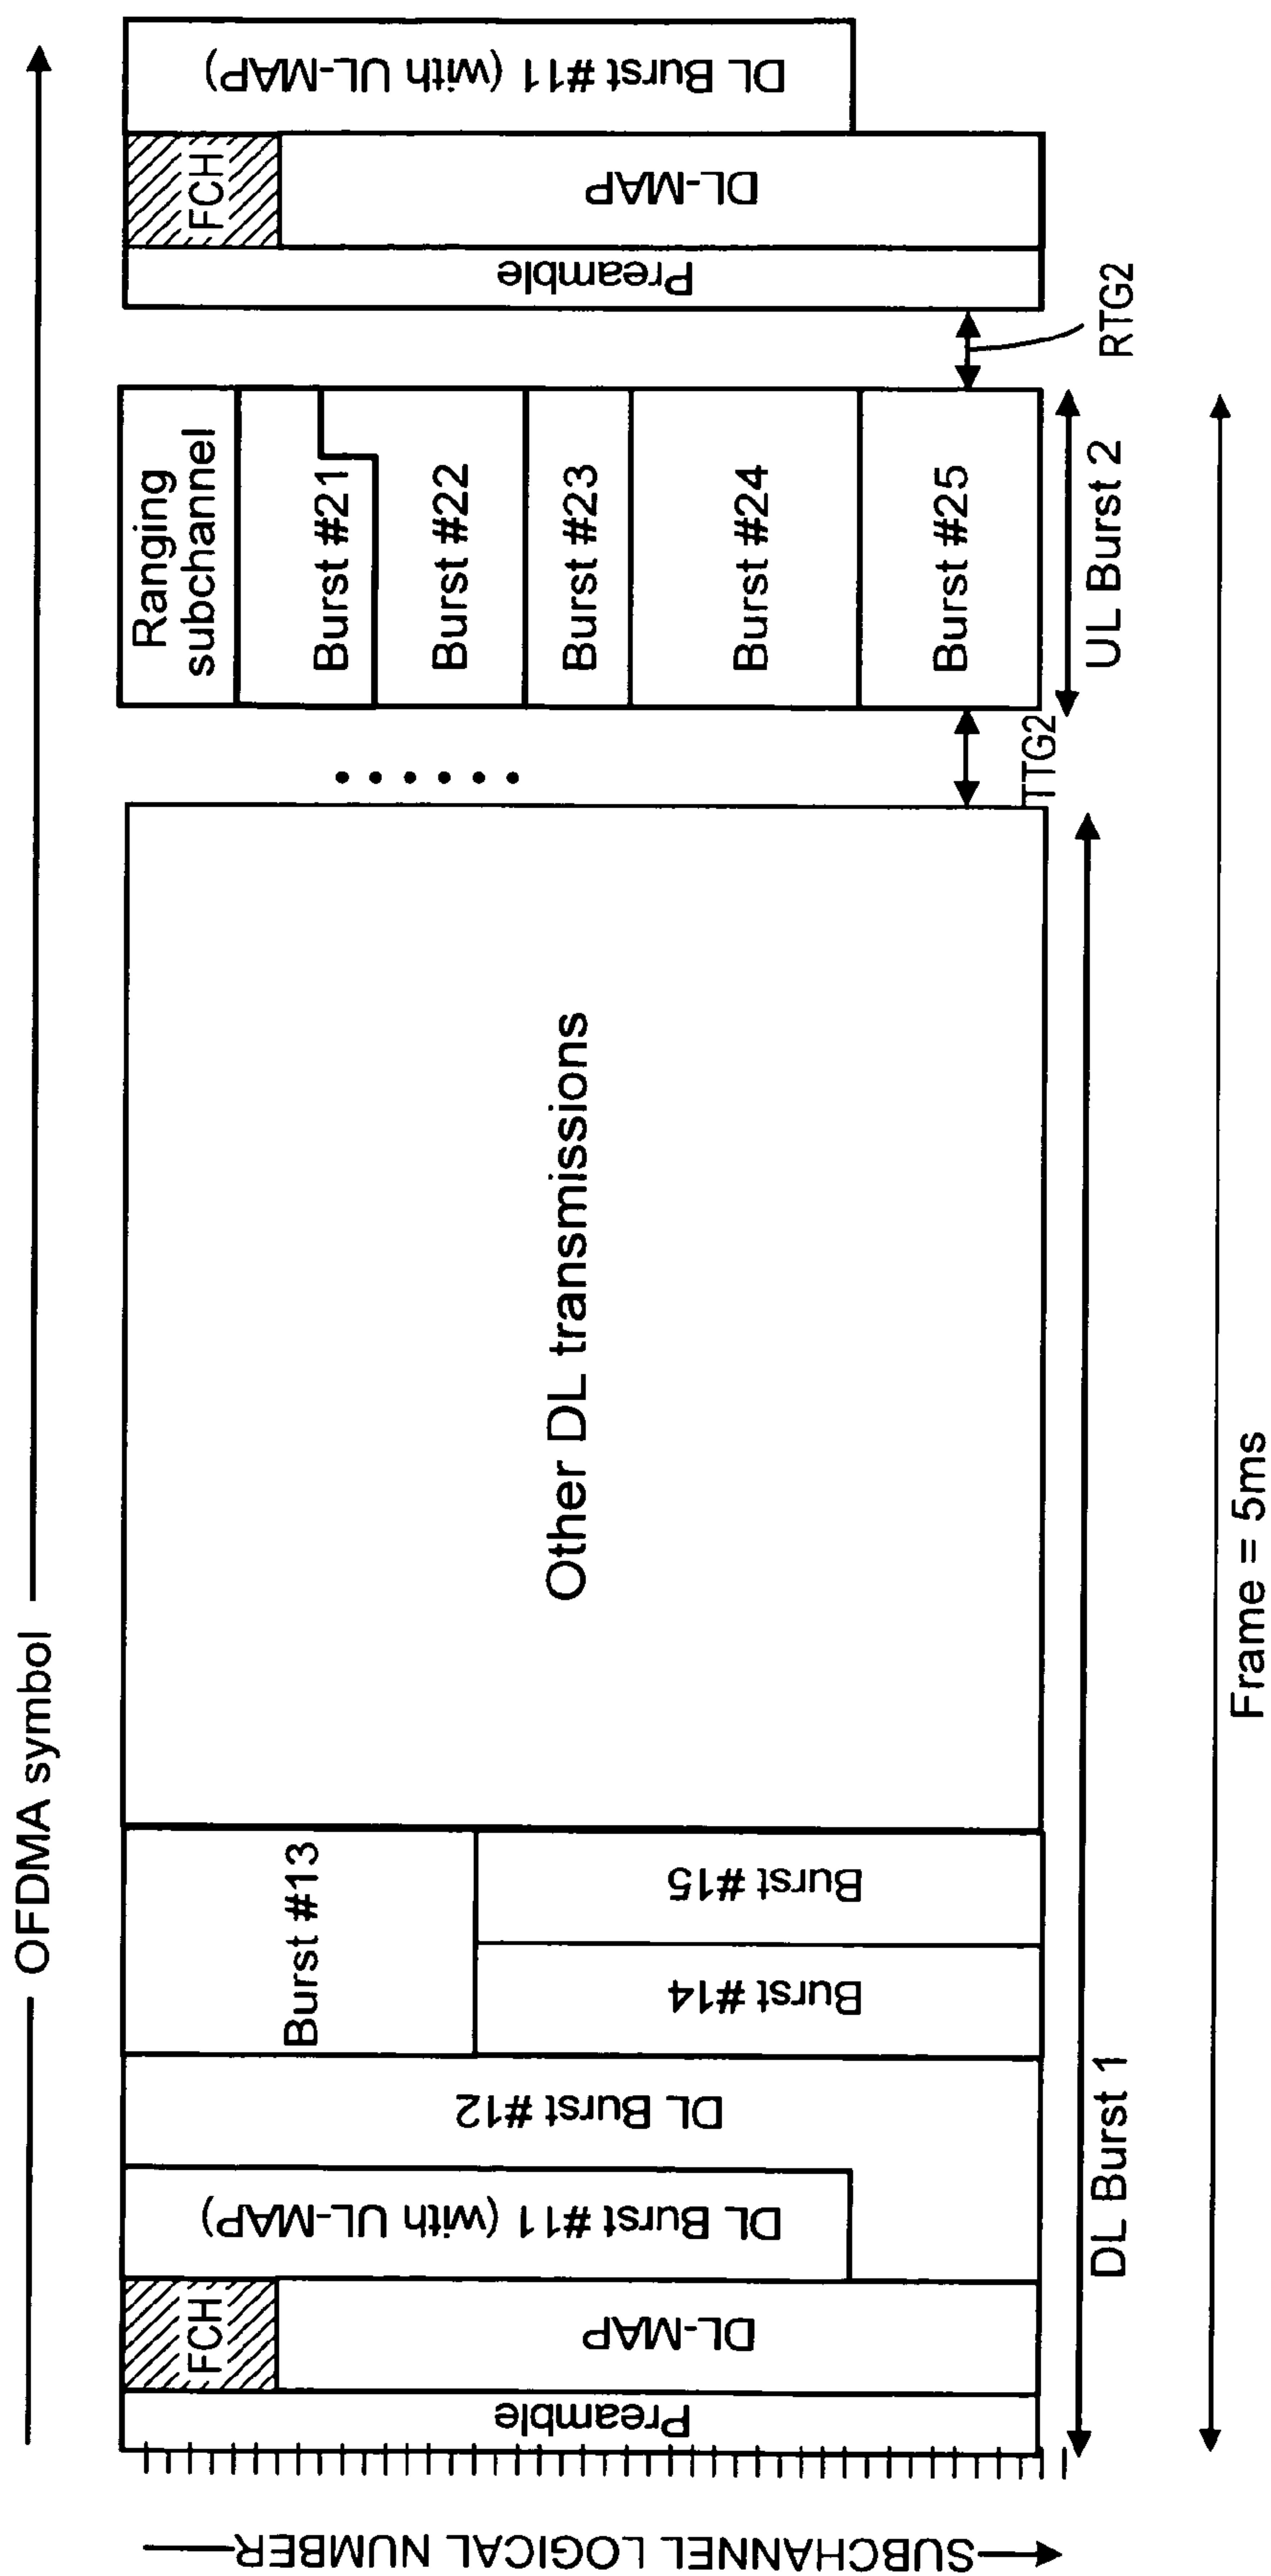 OFDMA symbol
SUBCHANNEL LOGICAL NUMBER
Preamble
FCH
DL-MAP
DL Burst #11 (with UL-MAP)
DL Burst #12
Burst #13
Burst #14
Burst #15
Other DL transmissions
Ranging
subchannel
Burst #21
Burst #22
Burst #23
Burst #24
Burst #25
Preamble
FCH
DL-MAP
DL Burst #11 (with UL-MAP)
TTG2
RTG2
DL Burst 1
UL Burst 2
Frame = 5ms